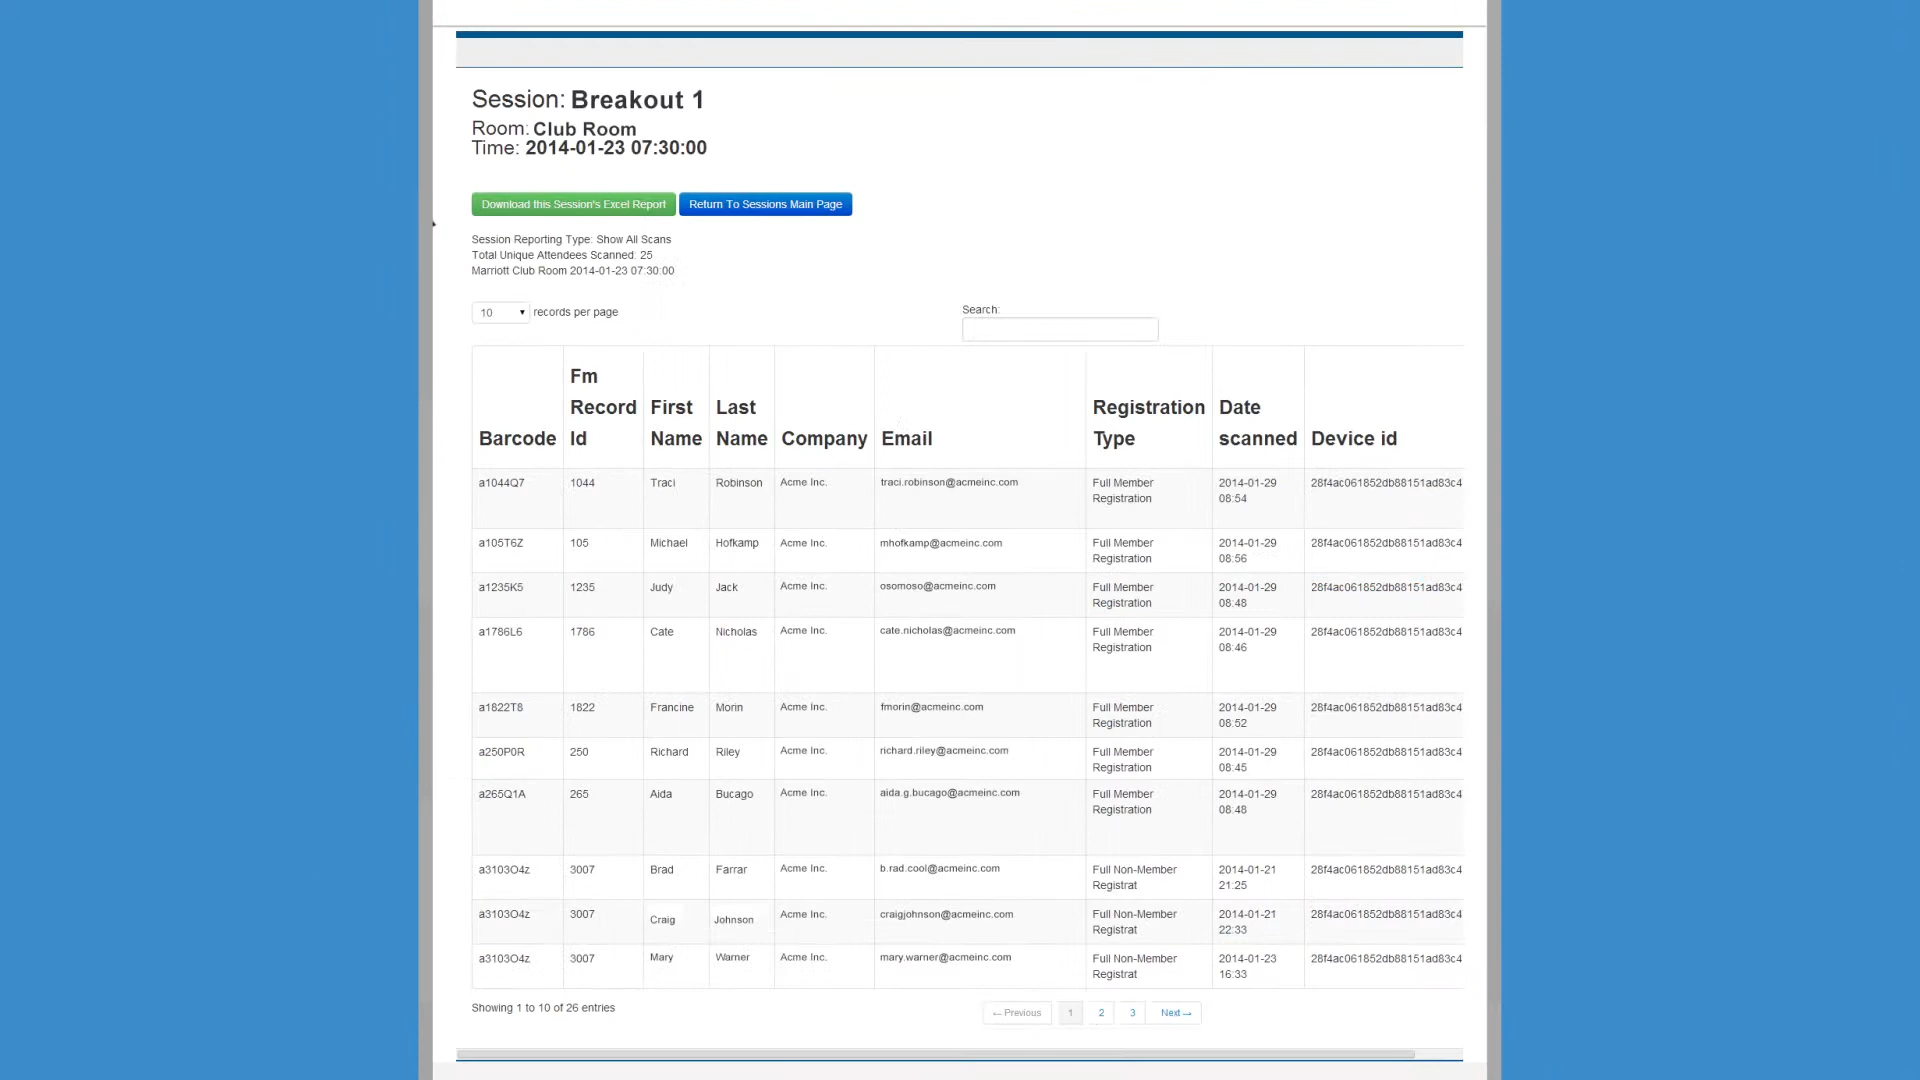 Session: Breakout 1
Room: Club Room
Time: 2014-01-23 07:30:00
Download this Session's Excel Report Return To Sessions Main Page
Session Reporting Type: Show All Scans
Total Unique Attendees Scanned: 25
Marriott Club Room 2014-01-23 07:30:00
10 records per page
Search:
Barcode Fm Record Id First Name Last Name Company Email Registration Type Date scanned Device id
a1044Q7 1044 Traci Robinson Acme Inc. traci.robinson@acmeinc.com Full Member Registration 2014-01-29 08:54 28f4ac061852db88151ad83c4
a105T6Z 105 Michael Hofkamp Acme Inc. mhofkamp@acmeinc.com Full Member Registration 2014-01-29 08:56 28f4ac061852db88151ad83c4
a1235K5 1235 Judy Jack Acme Inc. osomoso@acmeinc.com Full Member Registration 2014-01-29 08:48 28f4ac061852db88151ad83c4
a1786L6 1786 Cate Nicholas Acme Inc. cate.nicholas@acmeinc.com Full Member Registration 2014-01-29 08:46 28f4ac061852db88151ad83c4
a1822T8 1822 Francine Morin Acme Inc. fmorin@acmeinc.com Full Member Registration 2014-01-29 08:52 28f4ac061852db88151ad83c4
a250P0R 250 Richard Riley Acme Inc. richard.riley@acmeinc.com Full Member Registration 2014-01-29 08:45 28f4ac061852db88151ad83c4
a265Q1A 265 Aida Bucago Acme Inc. aida.g.bucago@acmeinc.com Full Member Registration 2014-01-29 08:48 28f4ac061852db88151ad83c4
a3103O4z 3007 Brad Farrar Acme Inc. b.rad.cool@acmeinc.com Full Non-Member Registrat 2014-01-21 21:25 28f4ac061852db88151ad83c4
a3103O4z 3007 Craig Johnson Acme Inc. craigjohnson@acmeinc.com Full Non-Member Registrat 2014-01-21 22:33 28f4ac061852db88151ad83c4
a3103O4z 3007 Mary Warner Acme Inc. mary.warner@acmeinc.com Full Non-Member Registrat 2014-01-23 16:33 28f4ac061852db88151ad83c4
Showing 1 to 10 of 26 entries
← Previous 1 2 3 Next →